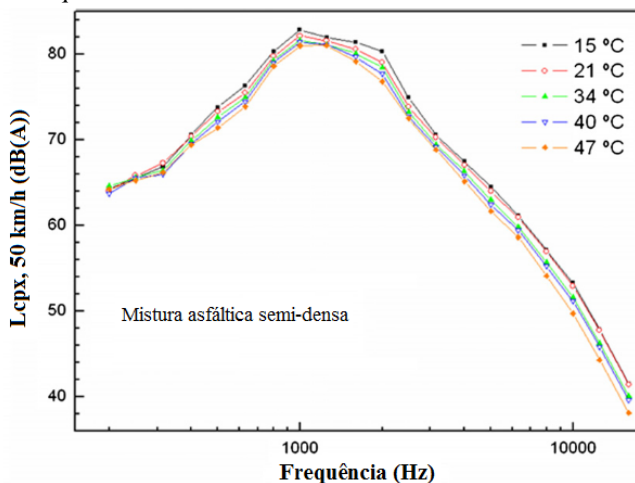 Lcpx, 50 km/h (dB(A))
80
70
60
50
40
15 ºC
21 ºC
34 ºC
40 ºC
47 ºC
Mistura asfáltica semi-densa
1000
10000
Frequência (Hz)